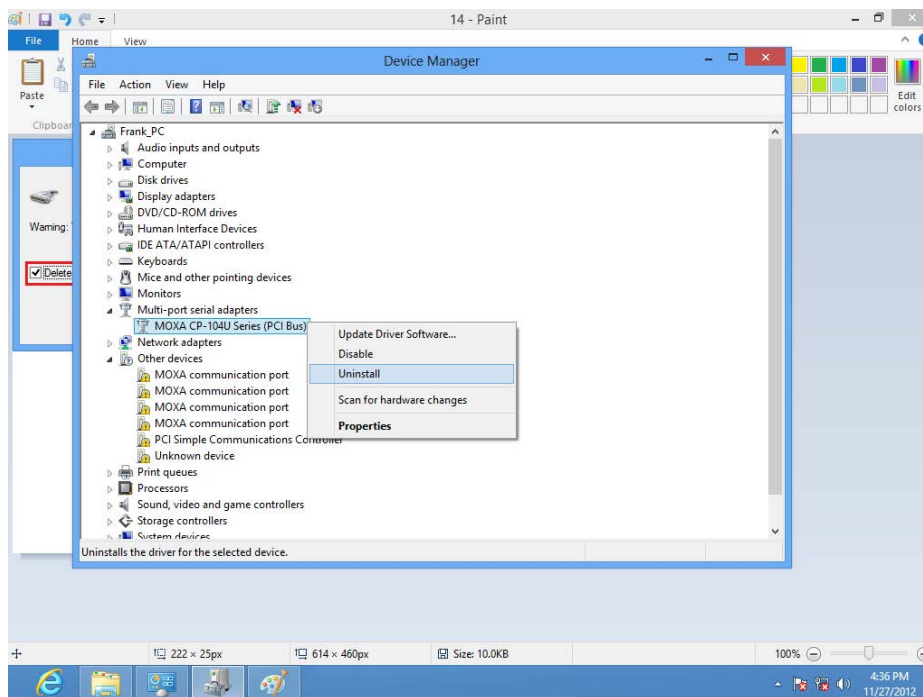 14 - Paint
File Home View
Device Manager
File Action View Help
Paste
Edit
colors
Clipboar
Frank_PC
Audio inputs and outputs
Computer
Disk drives
Display adapters
DVD/CD-ROM drives
Human Interface Devices
IDE ATA/ATAPI controllers
Keyboards
Mice and other pointing devices
Monitors
Multi-port serial adapters
MOXA CP-104U Series (PCI Bus)
Network adapters
Other devices
MOXA communication port
MOXA communication port
MOXA communication port
MOXA communication port
PCI Simple Communications Controller
Unknown device
Print queues
Processors
Sound, video and game controllers
Storage controllers
System devices
Update Driver Software...
Disable
Uninstall
Scan for hardware changes
Properties
Warning:
Delete
Uninstalls the driver for the selected device.
222 × 25px
614 × 460px
Size: 10.0KB
100%
4:36 PM
11/27/2012